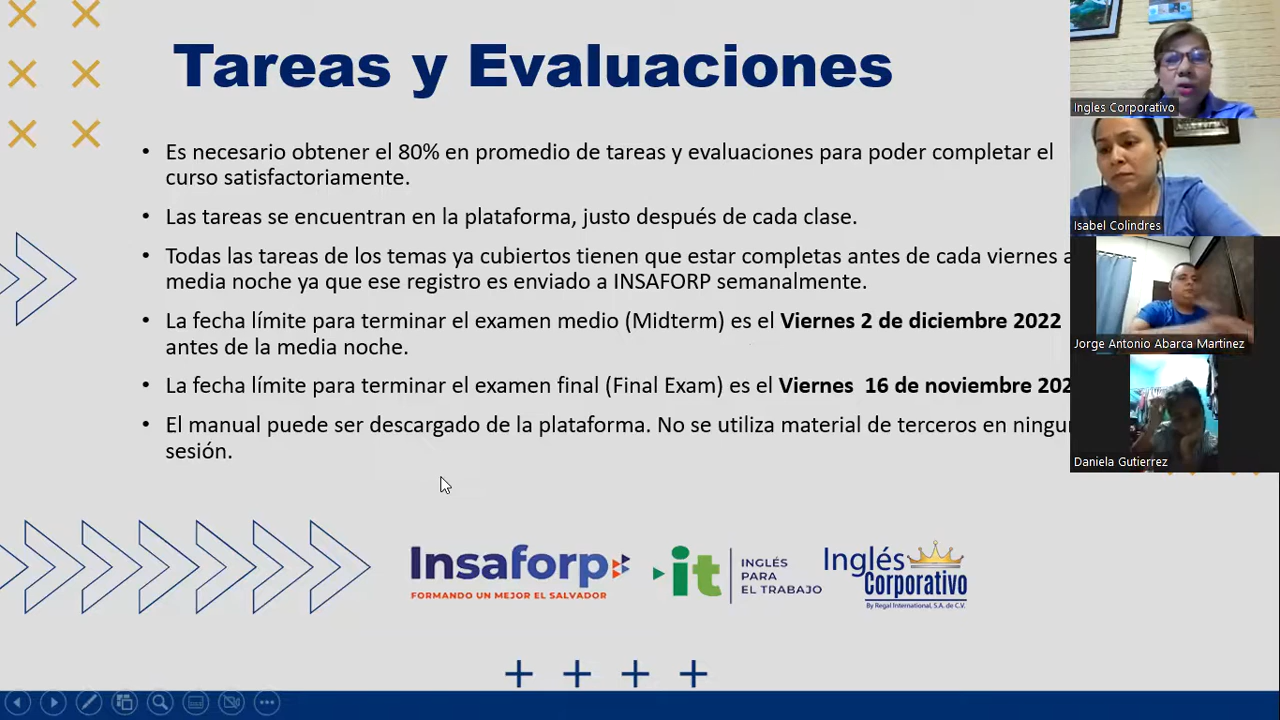 Tareas y Evaluaciones
• Es necesario obtener el 80% en promedio de tareas y evaluaciones para poder completar el
curso satisfactoriamente.
• Las tareas se encuentran en la plataforma, justo después de cada clase.
• Todas las tareas de los temas ya cubiertos tienen que estar completas antes de cada viernes a
media noche ya que ese registro es enviado a INSAFORP semanalmente.
• La fecha límite para terminar el examen medio (Midterm) es el Viernes 2 de diciembre 2022
antes de la media noche.
• La fecha límite para terminar el examen final (Final Exam) es el Viernes 16 de noviembre 202
• El manual puede ser descargado de la plataforma. No se utiliza material de terceros en ningu
sesión.
Insaforp
FORMANDO UN MEJOR EL SALVADOR
it
INGLÉS
PARA
EL TRABAJO
Inglés
Corporativo
By Regal International, S.A. de C.V.
Ingles Corporativo
Isabel Colindres
Jorge Antonio Abarca Martinez
Daniela Gutierrez